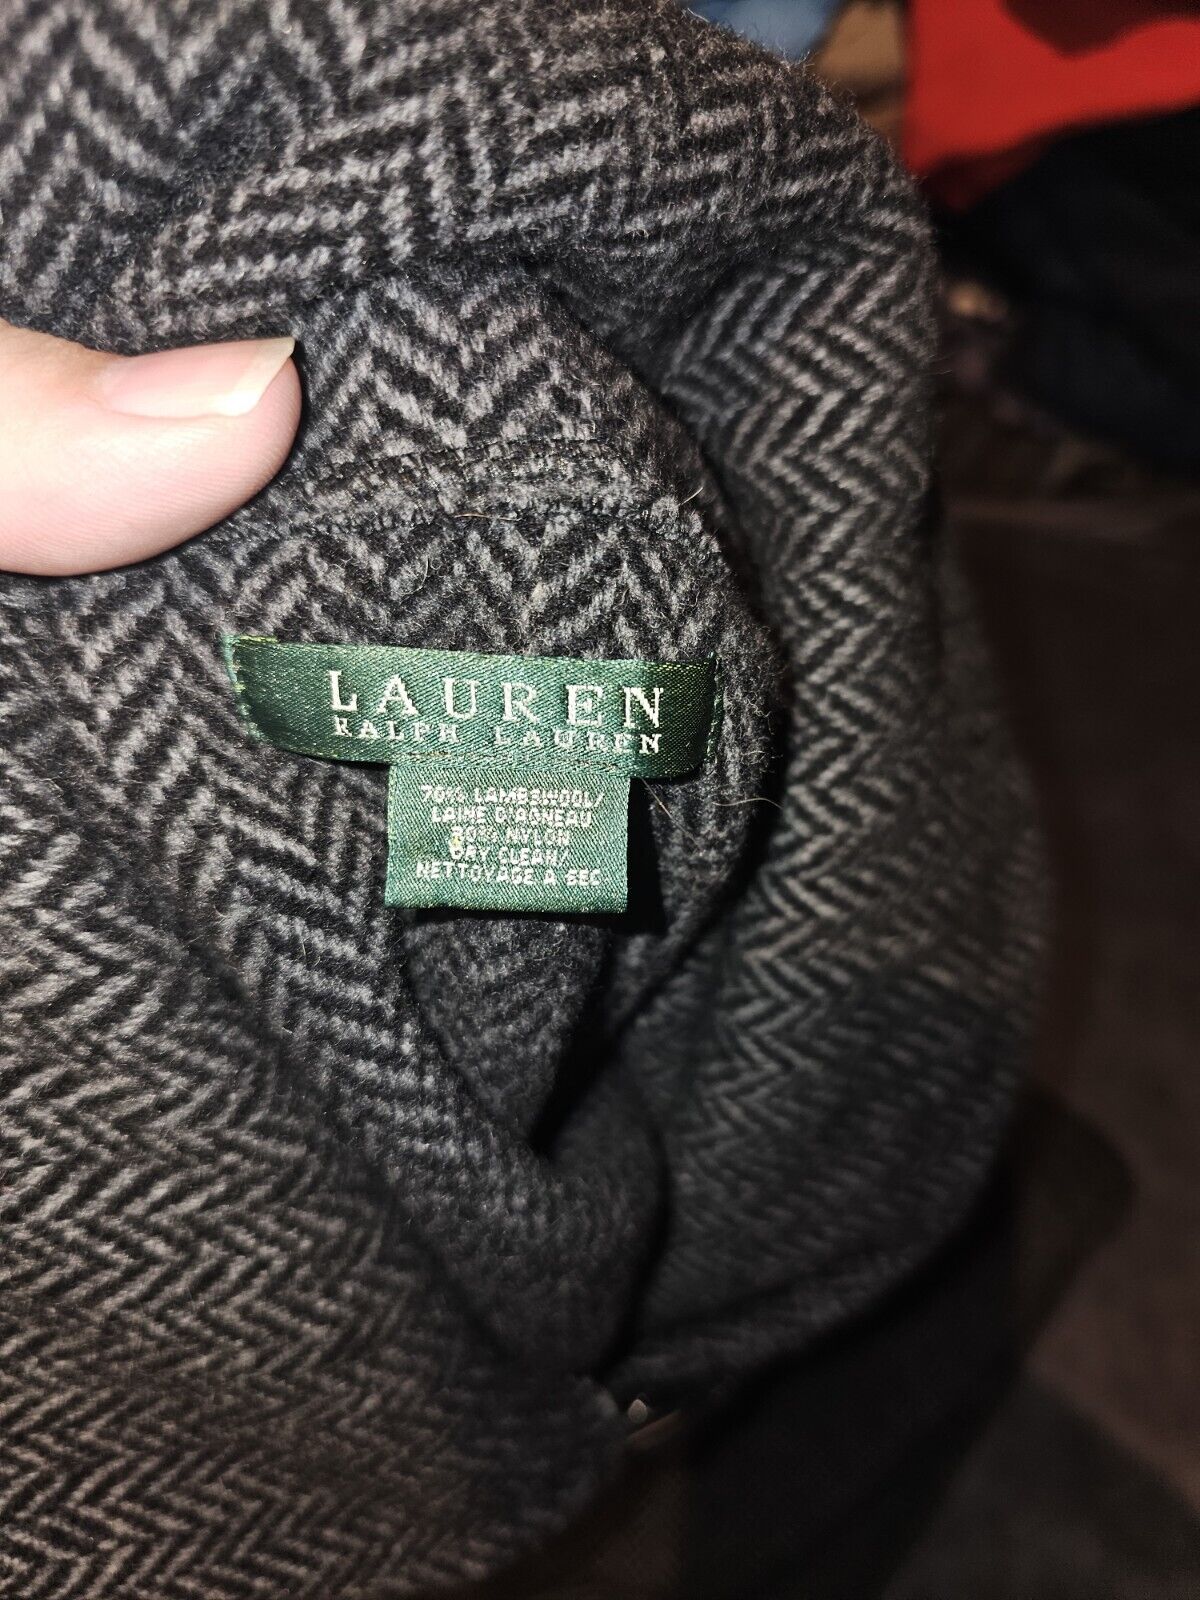 LAUREN
RALPH LAUREN
70% LAMBSWOOL/
LAINE D'AGNEAU
30% NYLON
DRY CLEAN/
NETTOYAGE A SEC